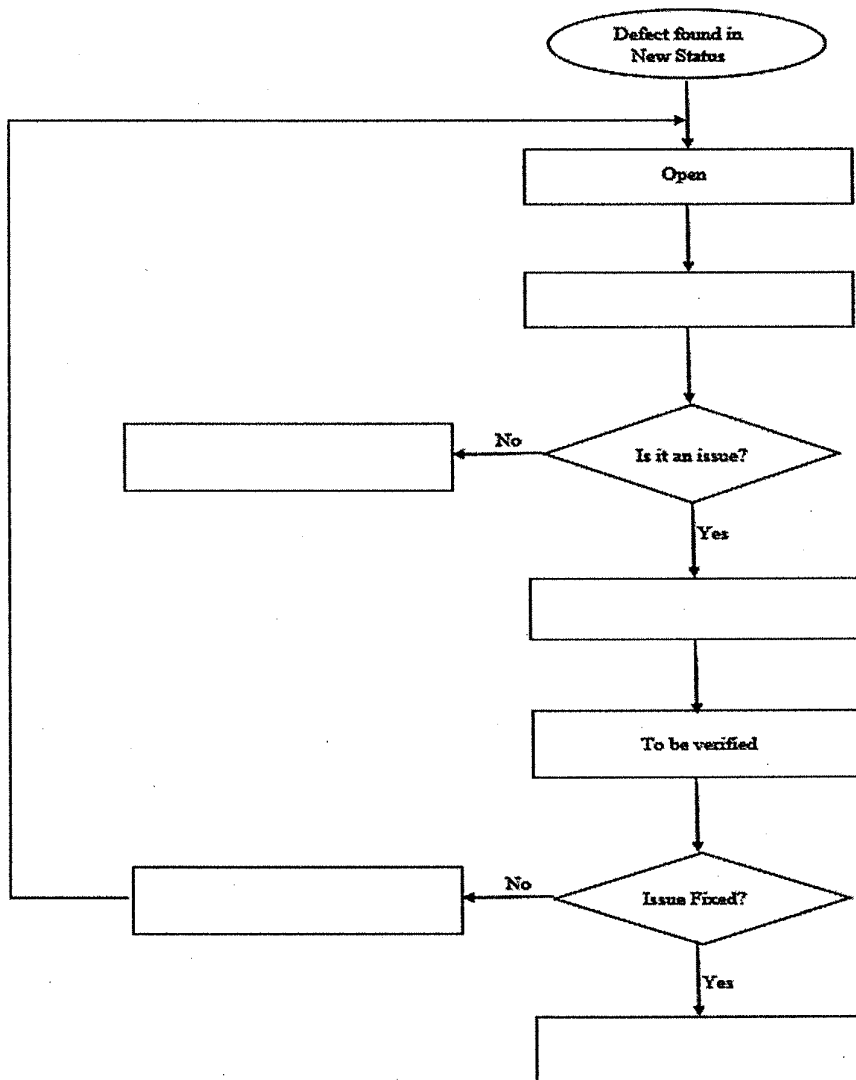 Defect found in
New Status
Open
No
Is it an issue?
Yes
To be verified
No
Issue Fixed?
Yes